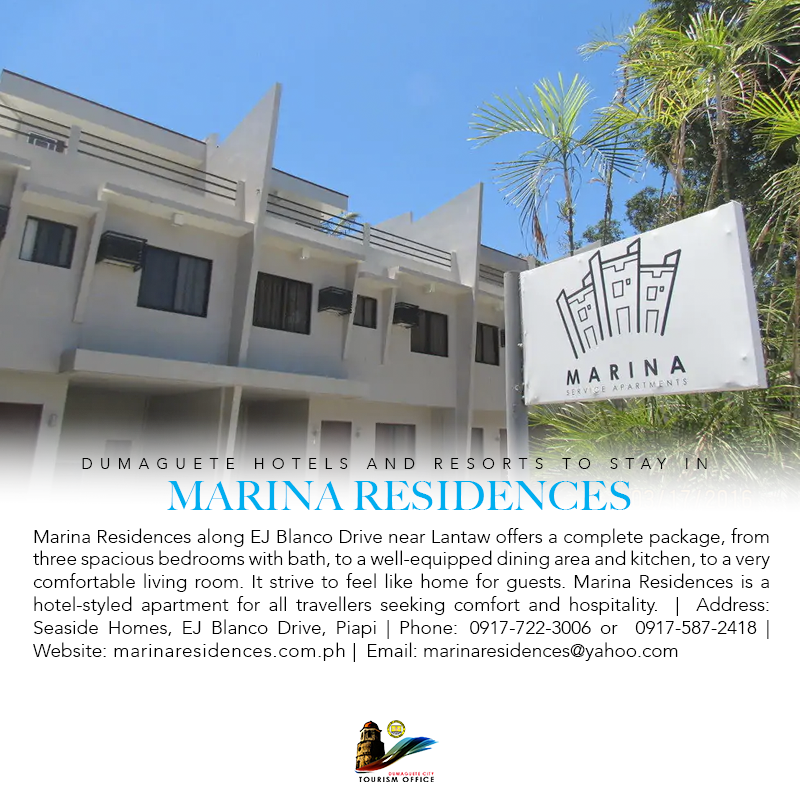 MARINA
SERVICE APARTMENTS
DUMAGUETE HOTELS AND RESORTS TO STAY IN
MARINA RESIDENCES
Marina Residences along EJ Blanco Drive near Lantaw offers a complete package, from
three spacious bedrooms with bath, to a well-equipped dining area and kitchen, to a very
comfortable living room. It strive to feel like home for guests. Marina Residences is a
hotel-styled apartment for all travellers seeking comfort and hospitality. | Address:
Seaside Homes, EJ Blanco Drive, Piapi | Phone: 0917-722-3006 or 0917-587-2418 |
Website: marinaresidences.com.ph | Email: marinaresidences@yahoo.com
DUMAGUETE CITY
TOURISM OFFICE